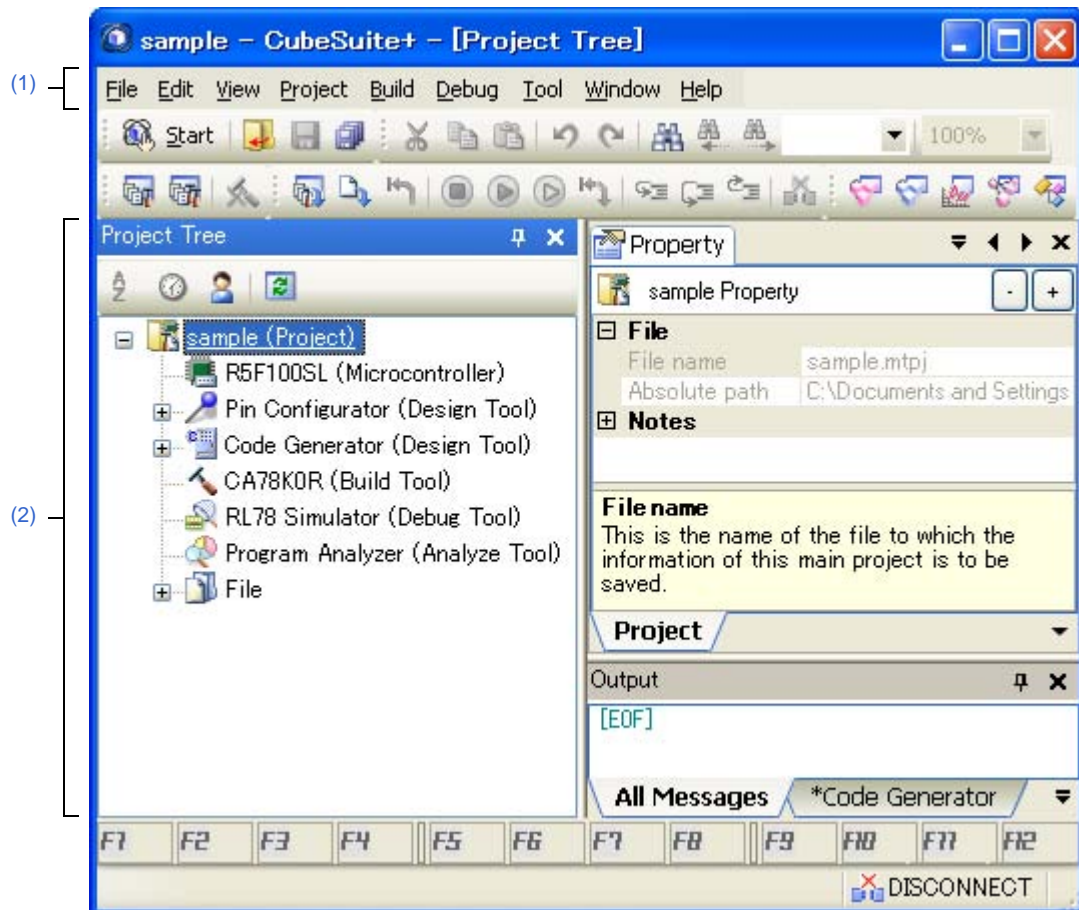 sample - CubeSuite+ - [Project Tree]
(1)
File Edit View Project Build Debug Tool Window Help
Start 100%
Project Tree
Property
sample Property
- +
File
File name sample.mtpj
Absolute path C:\Documents and Settings
Notes
sample (Project)
R5F100SL (Microcontroller)
Pin Configurator (Design Tool)
Code Generator (Design Tool)
CA78K0R (Build Tool)
RL78 Simulator (Debug Tool)
Program Analyzer (Analyze Tool)
File
(2)
File name
This is the name of the file to which the
information of this main project is to be
saved.
Project
Output
[EOF]
All Messages *Code Generator
F1 F2 F3 F4 F5 F6 F7 F8 F9 F10 F11 F12
DISCONNECT